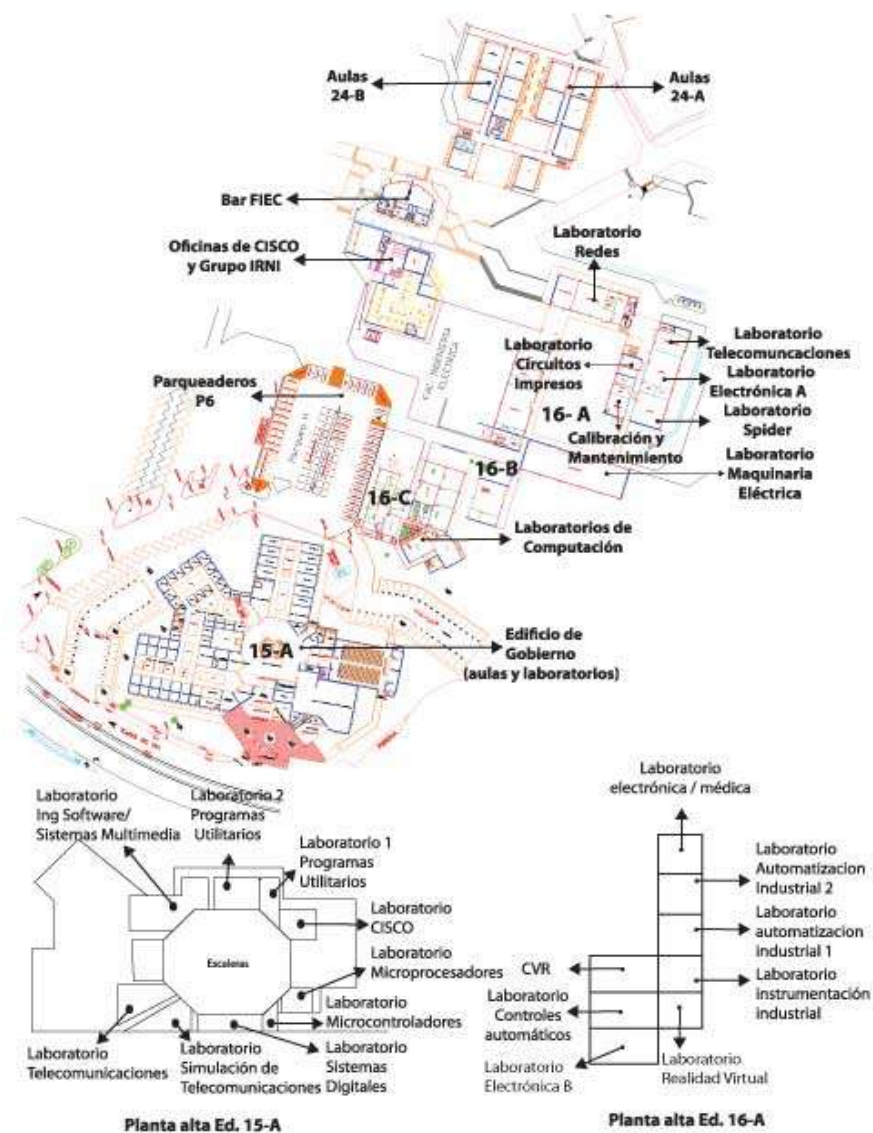 Aulas
24-B
Aulas
24-A
Bar FIEC
Oficinas de CISCO
y Grupo IRNI
Laboratorio
Redes
Laboratorio
Telecomuncaciones
Laboratorio
Circuitos
Impresos
Laboratorio
Electrónica A
Parqueaderos
P6
FAC. INGENIERIA
ELECTRICA
Parqueo
16- A
Laboratorio
Spider
Calibración y
Mantenimiento
Laboratorio
Maquinaria
Eléctrica
16-B
16-C
Laboratorios de
Computación
15-A
Edificio de
Gobierno
(aulas y laboratorios)
Laboratorio
Ing Software/
Sistemas Multimedia
Laboratorio 2
Programas
Utilitarios
Laboratorio 1
Programas
Utilitarios
Laboratorio
CISCO
Escaleras
Laboratorio
Microprocesadores
Laboratorio
Microcontroladores
Laboratorio
Telecomunicaciones
Laboratorio
Simulación de
Telecomunicaciones
Laboratorio
Sistemas
Digitales
Planta alta Ed. 15-A
Laboratorio
electrónica / médica
Laboratorio
Automatizacion
Industrial 2
Laboratorio
automatizacion
industrial 1
CVR
Laboratorio
instrumentación
industrial
Laboratorio
Controles
automáticos
Laboratorio
Electrónica B
Laboratorio
Realidad Virtual
Planta alta Ed. 16-A